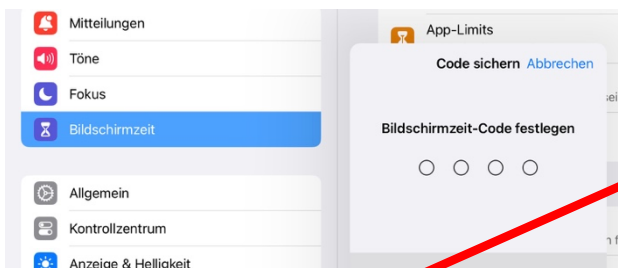 Mitteilungen
Töne
Fokus
Bildschirmzeit
Allgemein
Kontrollzentrum
Anzeige & Helligkeit
App-Limits
Code sichern Abbrechen
Bildschirmzeit-Code festlegen